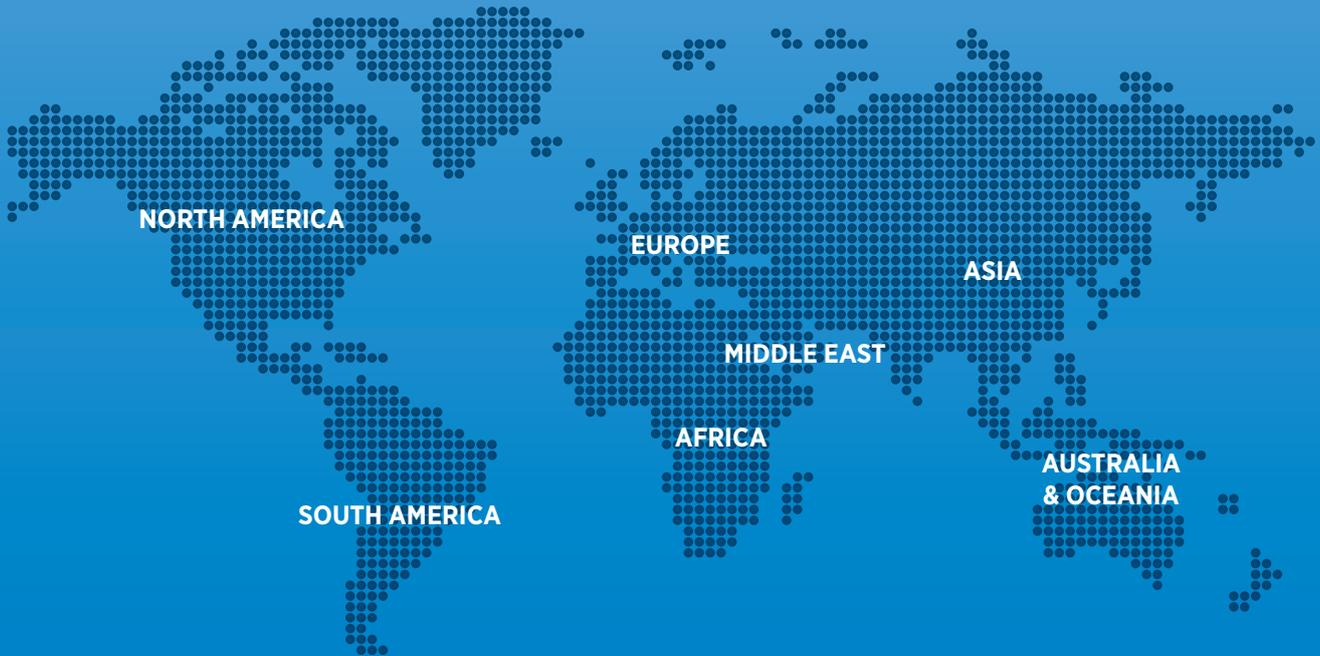 NORTH AMERICA
EUROPE
ASIA
MIDDLE EAST
AFRICA
AUSTRALIA
& OCEANIA
SOUTH AMERICA